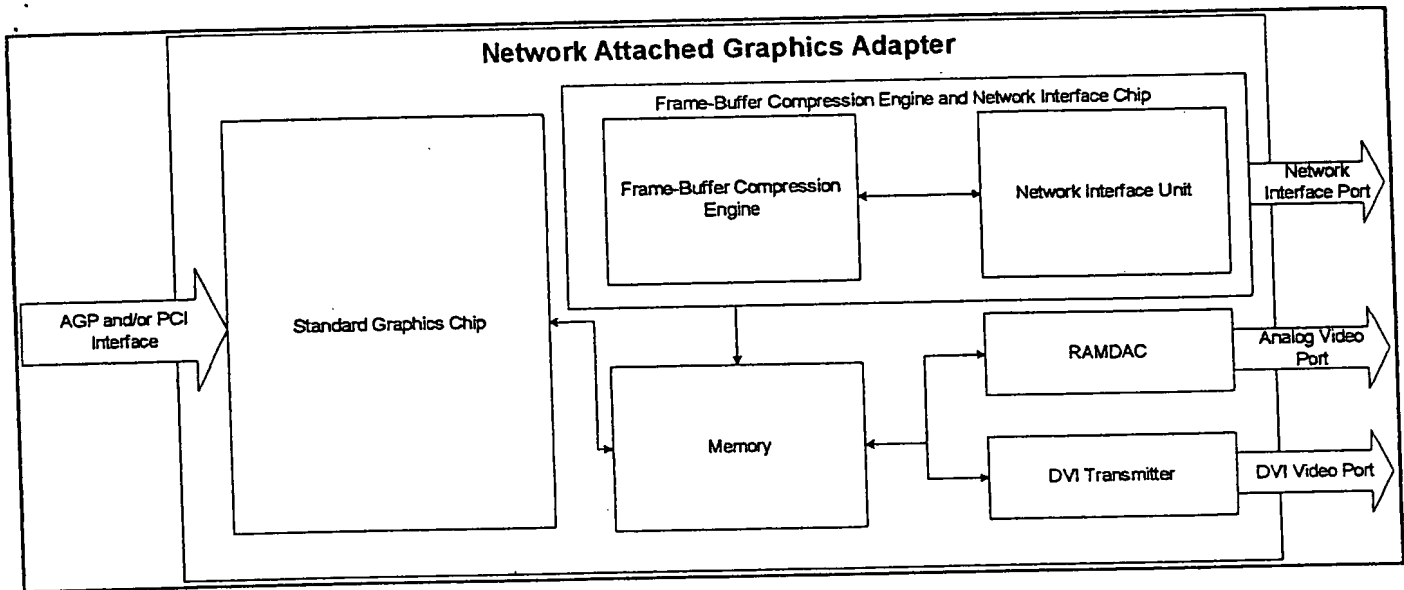 Network Attached Graphics Adapter
Frame-Buffer Compression Engine and Network Interface Chip
Frame-Buffer Compression
Engine
Network Interface Unit
Network
Interface Port
AGP and/or PCI
Interface
Standard Graphics Chip
RAMDAC
Analog Video
Port
Memory
DVI Transmitter
DVI Video Port